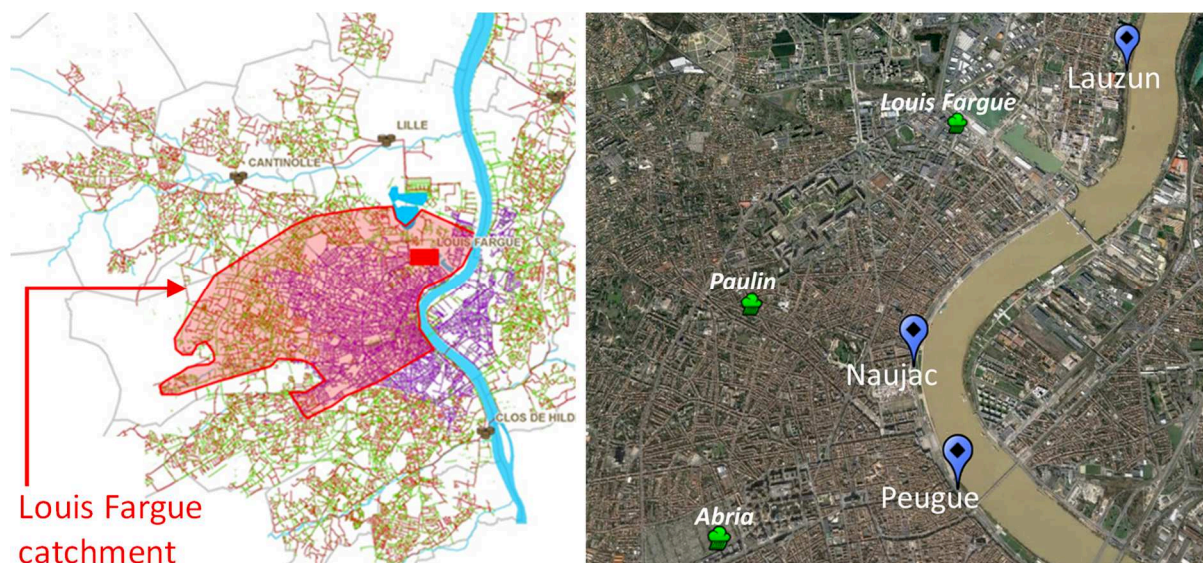 LILLE
CANTINOLLE
LOUIS FARGUE
CLOS DE HILD
Louis Fargue
catchment
Lauzun
Louis Fargue
Paulin
Naujac
Peugue
Abria